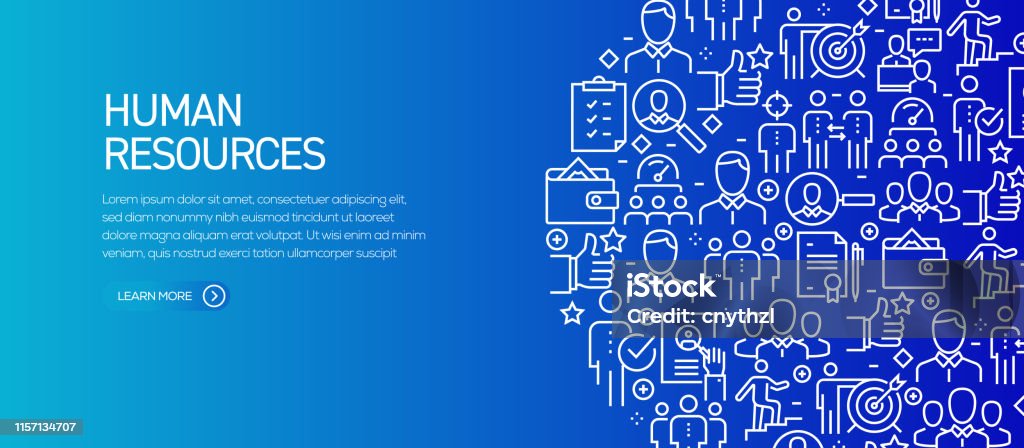 HUMAN
RESOURCES
Lorem ipsum dolor sit amet, consectetuer adipiscing elit,
sed diam nonummy nibh euismod tincidunt ut laoreet
dolore magna aliquam erat volutpat. Ut wisi enim ad minim
veniam, quis nostrud exerci tation ullamcorper suscipit
LEARN MORE
iStock
Credit: cnythzl
1157134707